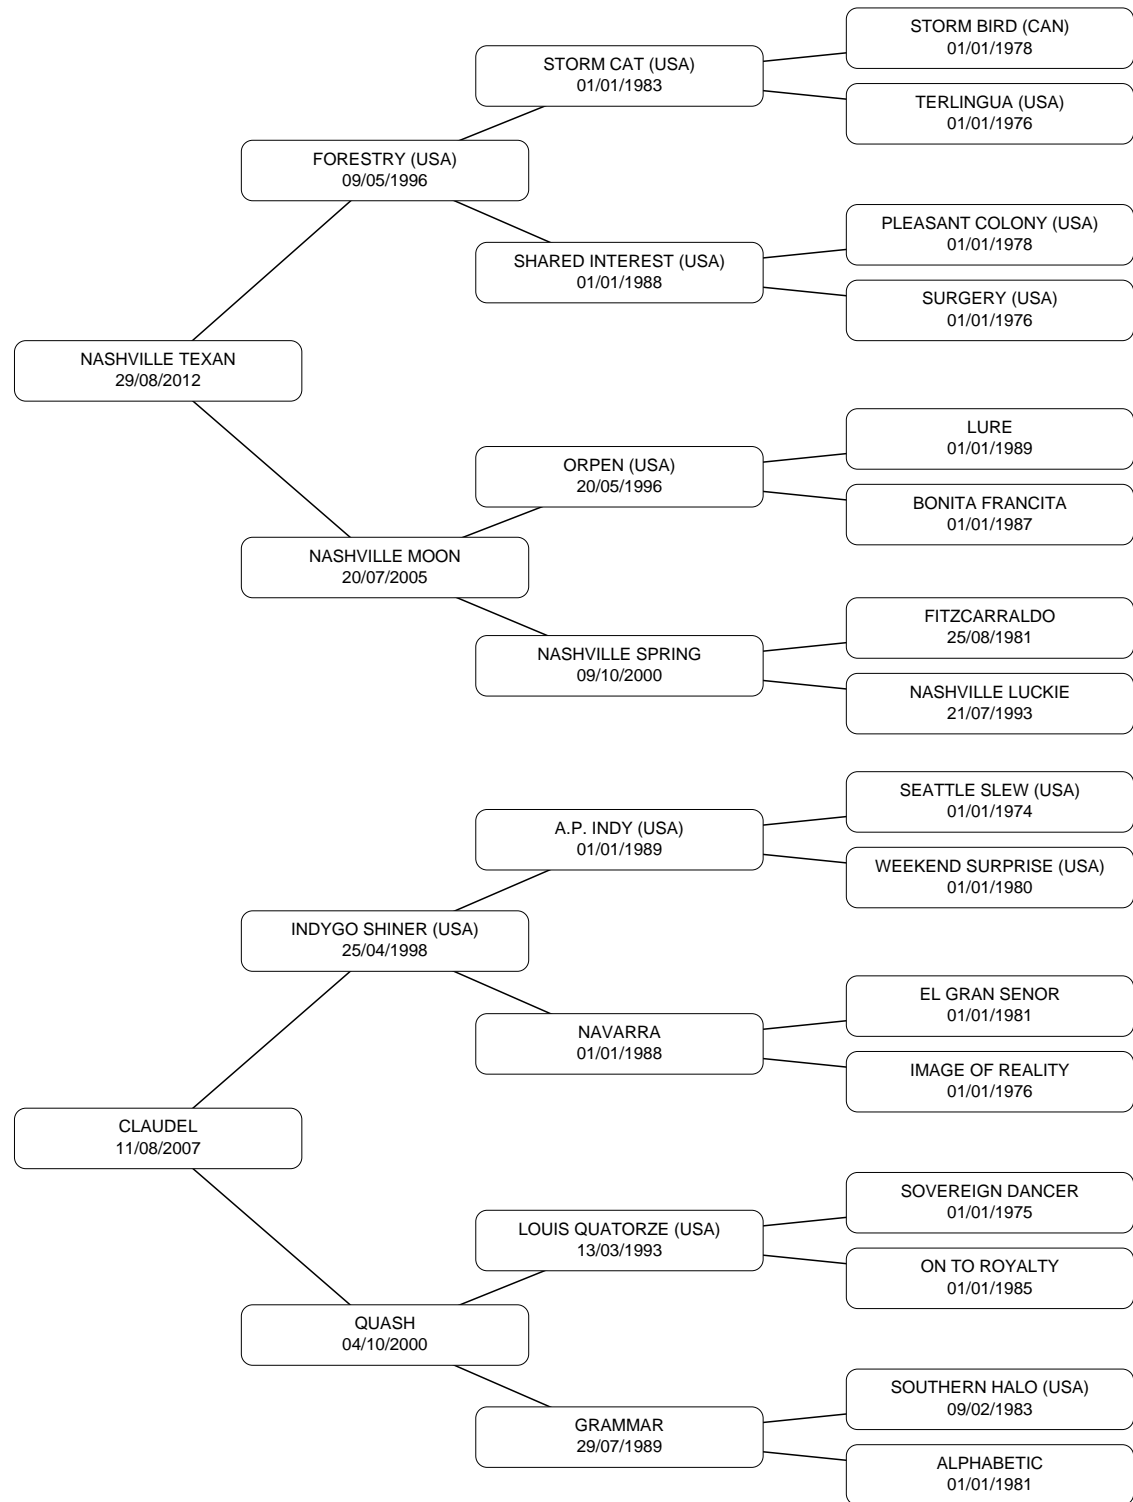 STORM BIRD (CAN)
01/01/1978
STORM CAT (USA)
01/01/1983
TERLINGUA (USA)
01/01/1976
FORESTRY (USA)
09/05/1996
PLEASANT COLONY (USA)
01/01/1978
SHARED INTEREST (USA)
01/01/1988
SURGERY (USA)
01/01/1976
NASHVILLE TEXAN
29/08/2012
LURE
01/01/1989
ORPEN (USA)
20/05/1996
BONITA FRANCITA
01/01/1987
NASHVILLE MOON
20/07/2005
FITZCARRALDO
25/08/1981
NASHVILLE SPRING
09/10/2000
NASHVILLE LUCKIE
21/07/1993
SEATTLE SLEW (USA)
01/01/1974
A.P. INDY (USA)
01/01/1989
WEEKEND SURPRISE (USA)
01/01/1980
INDYGO SHINER (USA)
25/04/1998
EL GRAN SENOR
01/01/1981
NAVARRA
01/01/1988
IMAGE OF REALITY
01/01/1976
CLAUDEL
11/08/2007
SOVEREIGN DANCER
01/01/1975
LOUIS QUATORZE (USA)
13/03/1993
ON TO ROYALTY
01/01/1985
QUASH
04/10/2000
SOUTHERN HALO (USA)
09/02/1983
GRAMMAR
29/07/1989
ALPHABETIC
01/01/1981